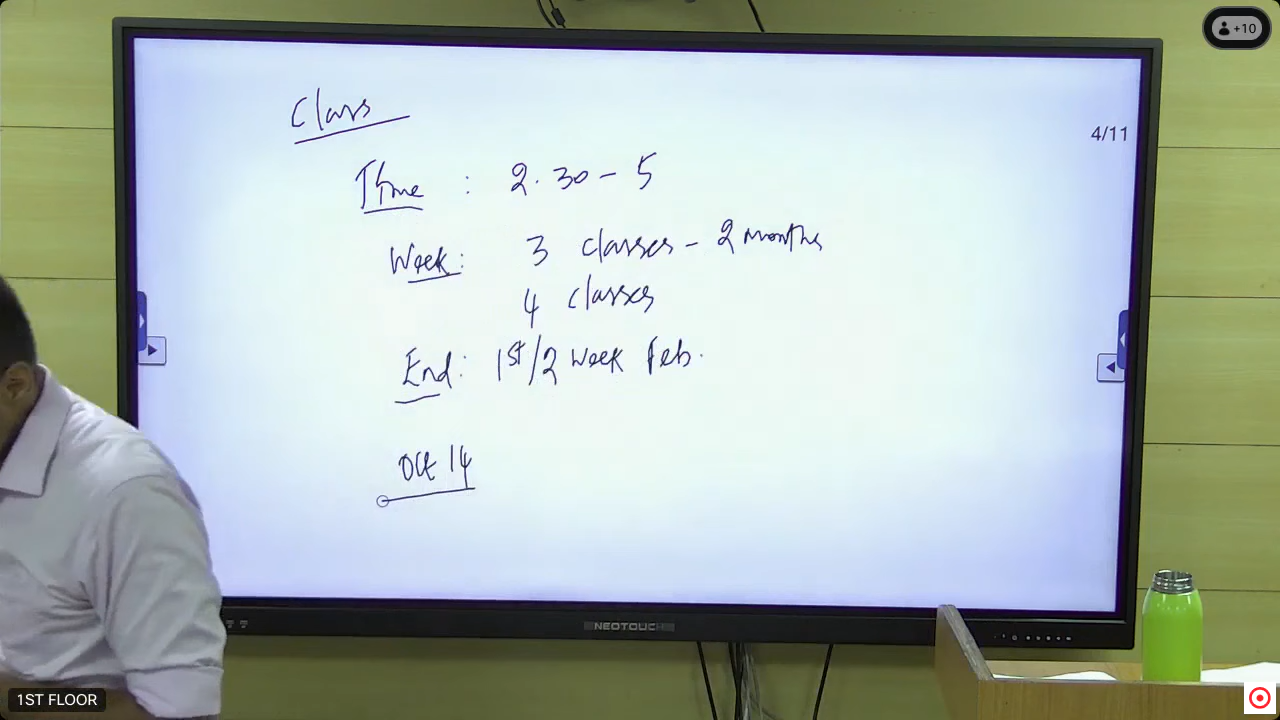 +10
4/11
Class
Time : 2.30 - 5
Week: 3 classes - 2 months
4 classes
End: 1st/2 week Feb.
Oct 14
NEOTOUCH
1ST FLOOR